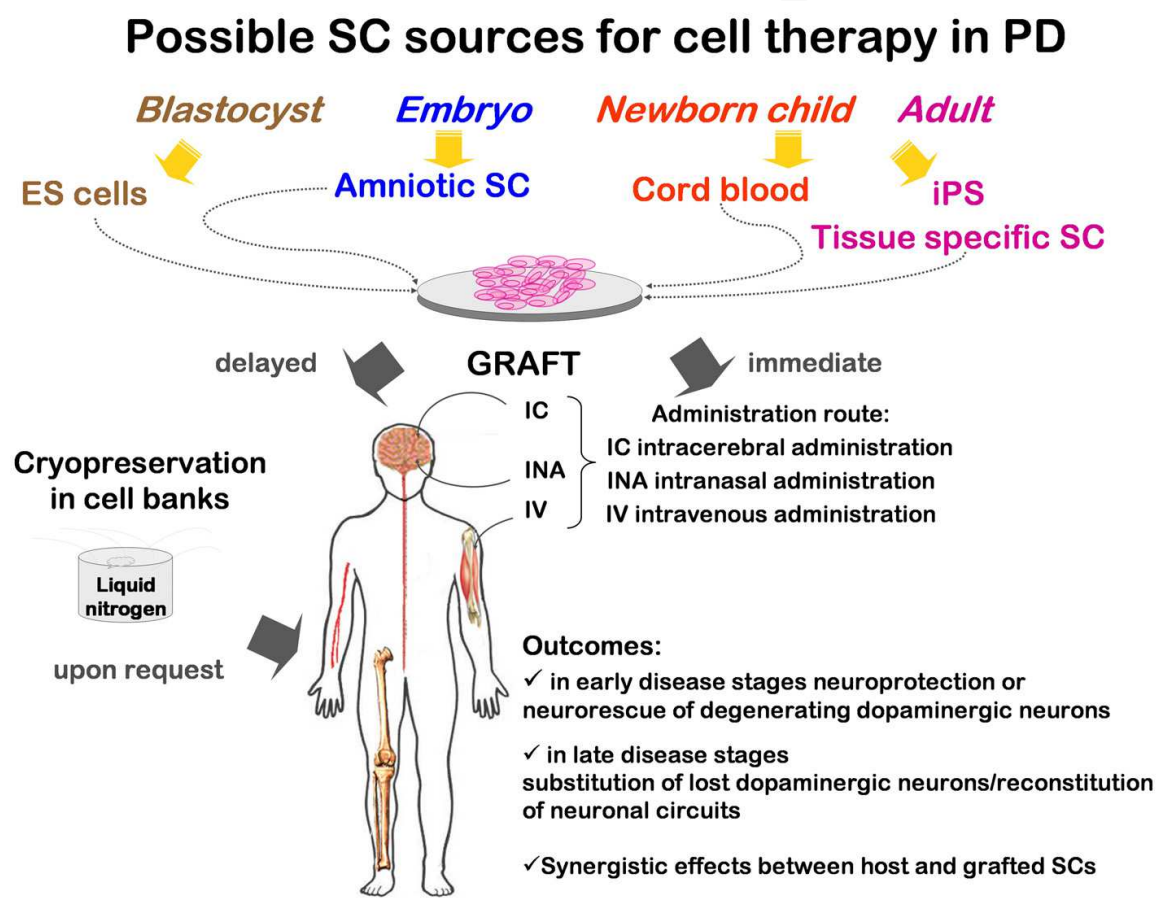 Possible SC sources for cell therapy in PD
Blastocyst
Embryo
Newborn child
Adult
ES cells
Amniotic SC
Cord blood
iPS
Tissue specific SC
delayed
GRAFT
immediate
IC
INA
IV
Administration route:
IC intracerebral administration
INA intranasal administration
IV intravenous administration
Cryopreservation
in cell banks
Liquid
nitrogen
upon request
Outcomes:
✓ in early disease stages neuroprotection or
neurorescue of degenerating dopaminergic neurons
✓ in late disease stages
substitution of lost dopaminergic neurons/reconstitution
of neuronal circuits
✓Synergistic effects between host and grafted SCs